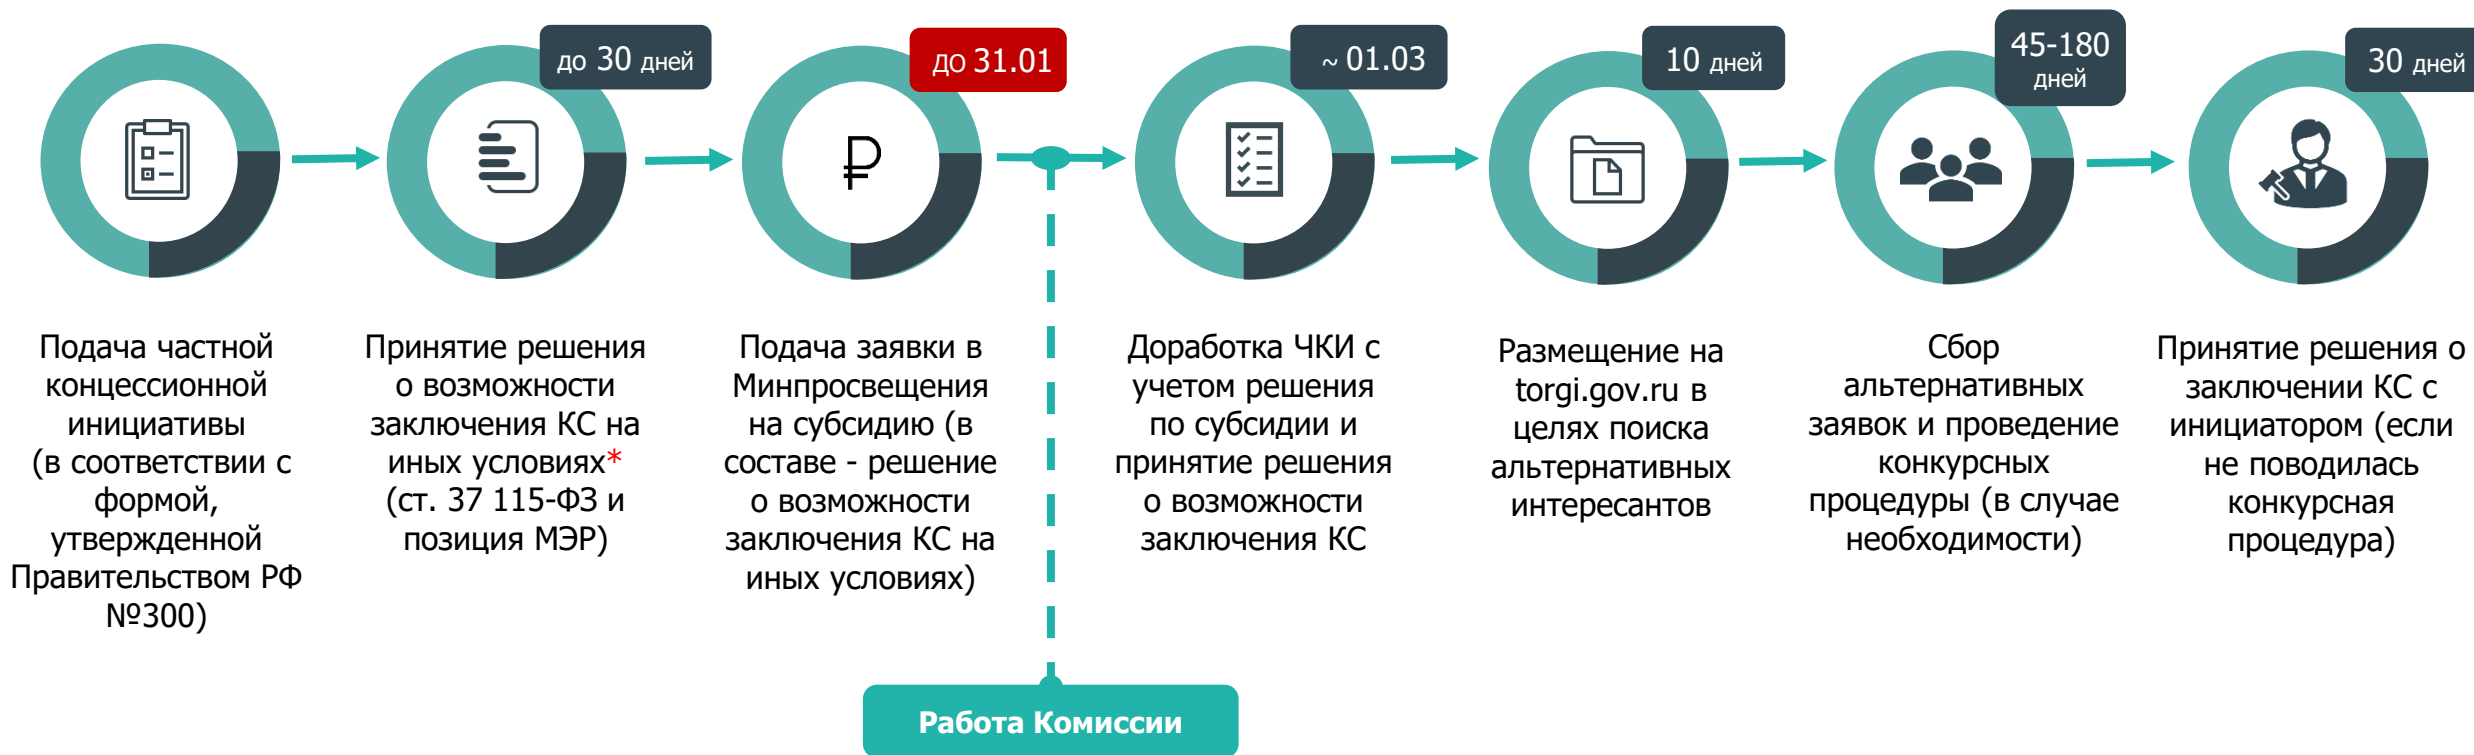 до 30 дней
до 31.01
~ 01.03
10 дней
45-180
дней
30 дней
Подача частной
концессионной
инициативы
(в соответствии с
формой,
утвержденной
Правительством РФ
№300)
Принятие решения
о возможности
заключения КС на
иных условиях*
(ст. 37 115-ФЗ и
позиция МЭР)
Подача заявки в
Минпросвещения
на субсидию (в
составе - решение
о возможности
заключения КС на
иных условиях)
Доработка ЧКИ с
учетом решения
по субсидии и
принятие решения
о возможности
заключения КС
Размещение на
torgi.gov.ru в
целях поиска
альтернативных
интересантов
Сбор
альтернативных
заявок и проведение
конкурсных
процедуры (в случае
необходимости)
Принятие решения о
заключении КС с
инициатором (если
не поводилась
конкурсная
процедура)
Работа Комиссии